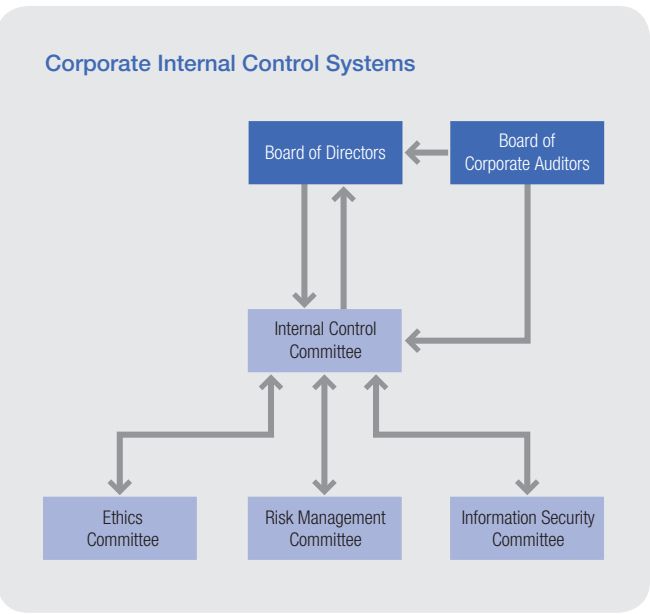 Corporate Internal Control Systems
Board of Directors
Board of
Corporate Auditors
Internal Control
Committee
Ethics
Committee
Risk Management
Committee
Information Security
Committee